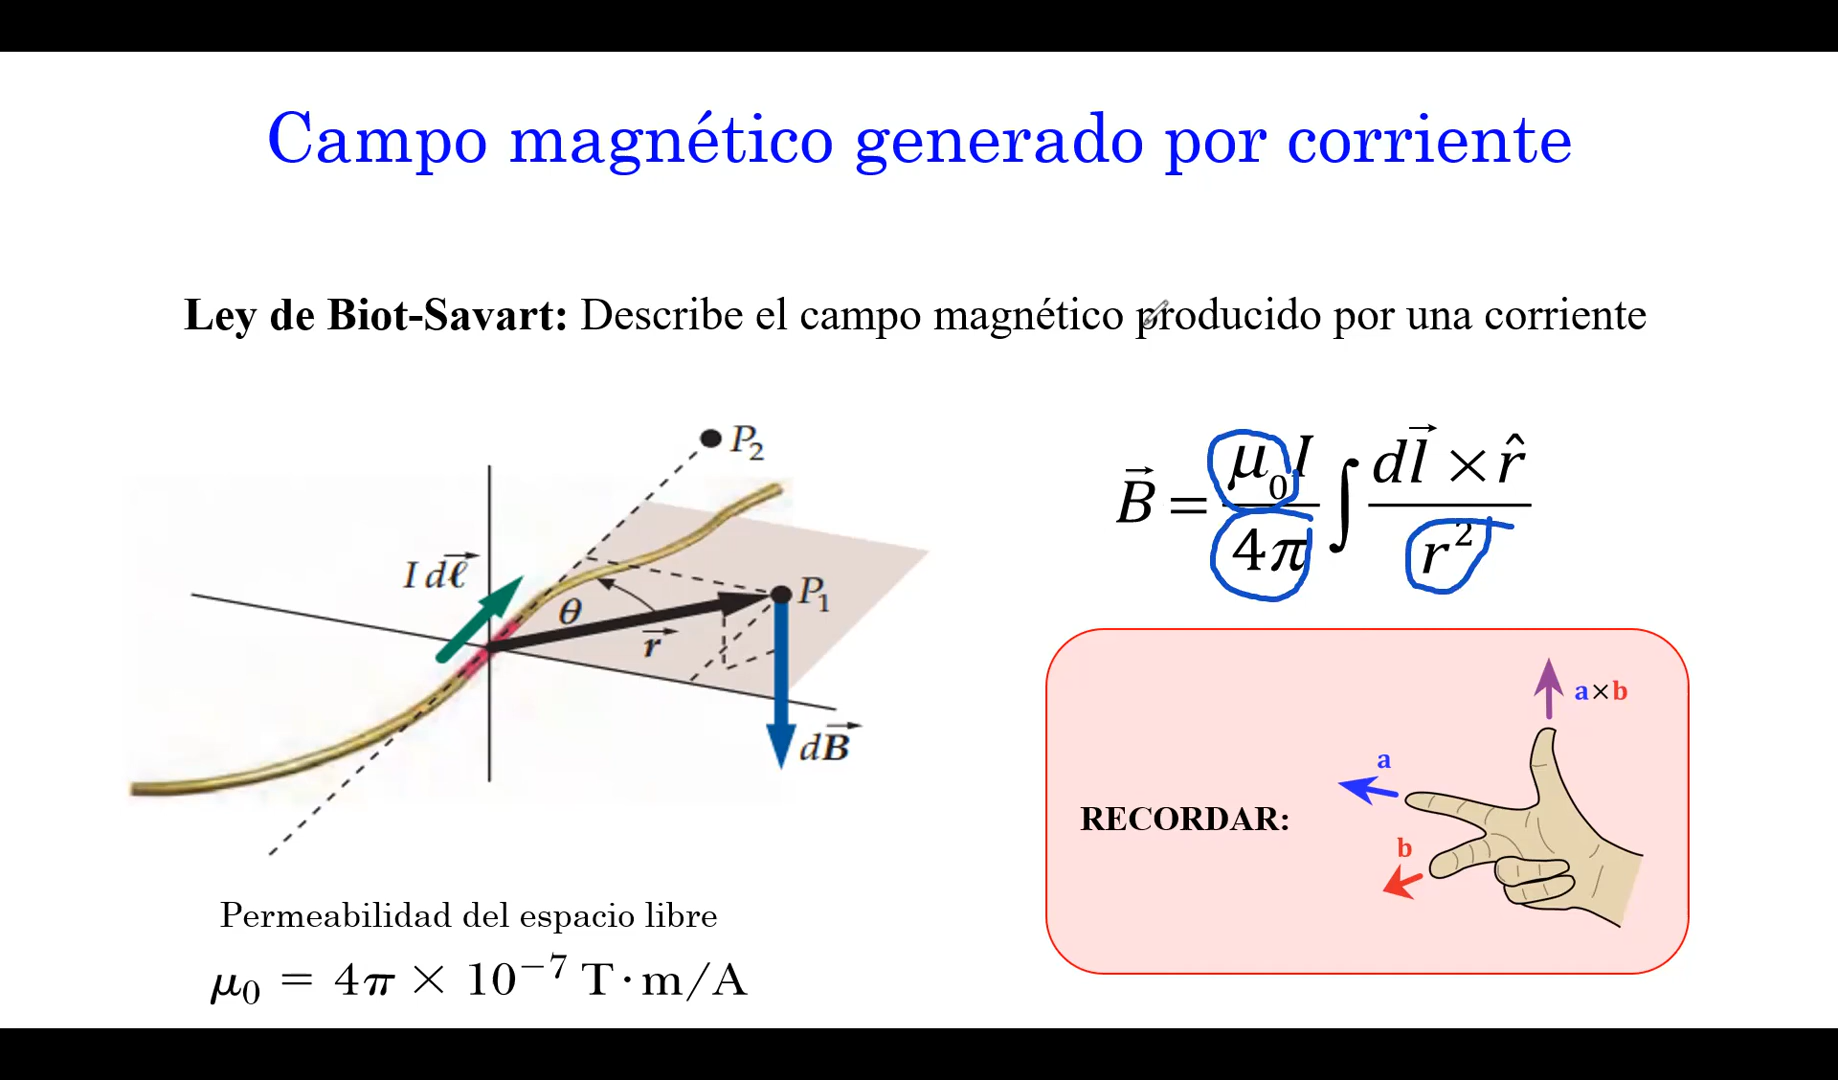 Campo magnético generado por corriente
Ley de Biot-Savart: Describe el campo magnético producido por una corriente
P₂
I dℓ⃗
θ
r⃗
P₁
dB⃗
B⃗ = μ₀I / 4π ∫ dl⃗ × r̂ / r²
RECORDAR:
a×b
a
b
Permeabilidad del espacio libre
μ₀ = 4π × 10⁻⁷ T·m/A